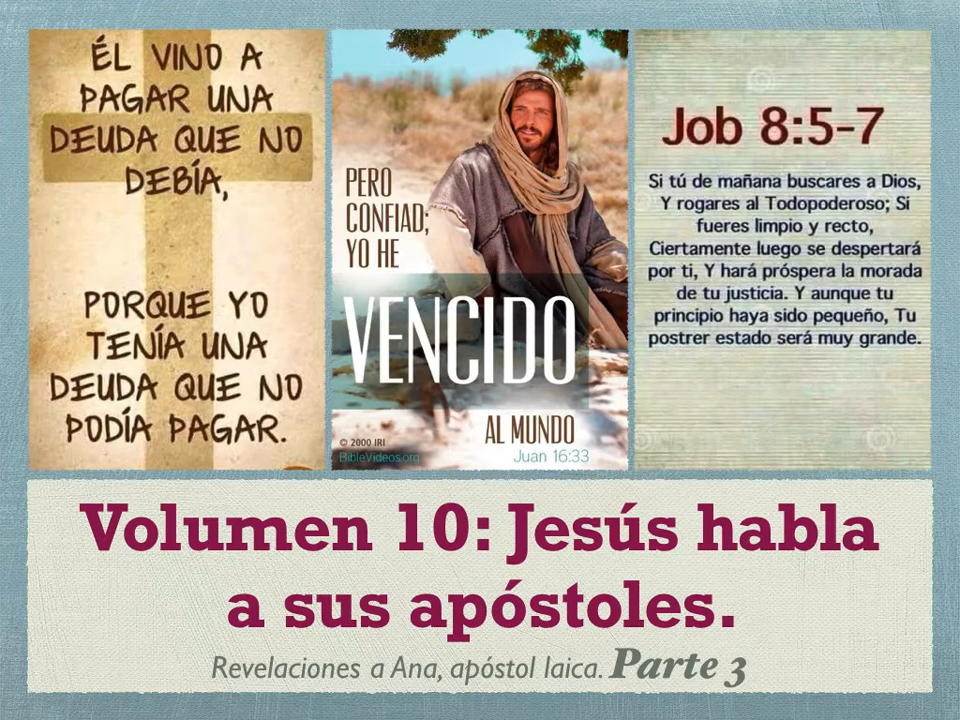 ÉL VINO A
PAGAR UNA
DEUDA QUE NO
DEBÍA,
PORQUE YO
TENÍA UNA
DEUDA QUE NO
PODÍA PAGAR.
PERO
CONFIAD;
YO HE
VENCIDO
AL MUNDO
Juan 16:33
© 2000 IRI
BibleVideos.org
Job 8:5-7
Si tú de mañana buscares a Dios,
Y rogares al Todopoderoso; Si
fueres limpio y recto,
Ciertamente luego se despertará
por ti, Y hará próspera la morada
de tu justicia. Y aunque tu
principio haya sido pequeño, Tu
postrer estado será muy grande.
Volumen 10: Jesús habla
a sus apóstoles.
Revelaciones a Ana, apóstol laica. Parte 3